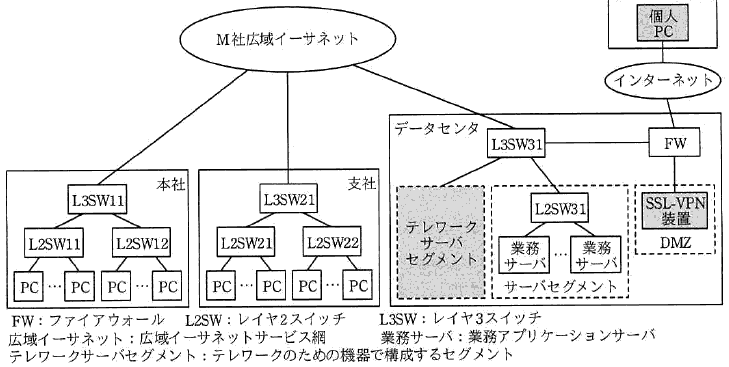 M社広域イーサネット
個人
PC
インターネット
データセンタ
L3SW31
FW
本社
L3SW11
L2SW11
L2SW12
PC
…
PC
PC
…
PC
支社
L3SW21
L2SW21
L2SW22
PC
…
PC
PC
…
PC
テレワーク
サーバ
セグメント
L2SW31
業務
サーバ
…
業務
サーバ
サーバセグメント
SSL-VPN
装置
DMZ
FW：ファイアウォール　L2SW：レイヤ2スイッチ　L3SW：レイヤ3スイッチ
広域イーサネット：広域イーサネットサービス網　業務サーバ：業務アプリケーションサーバ
テレワークサーバセグメント：テレワークのための機器で構成するセグメント